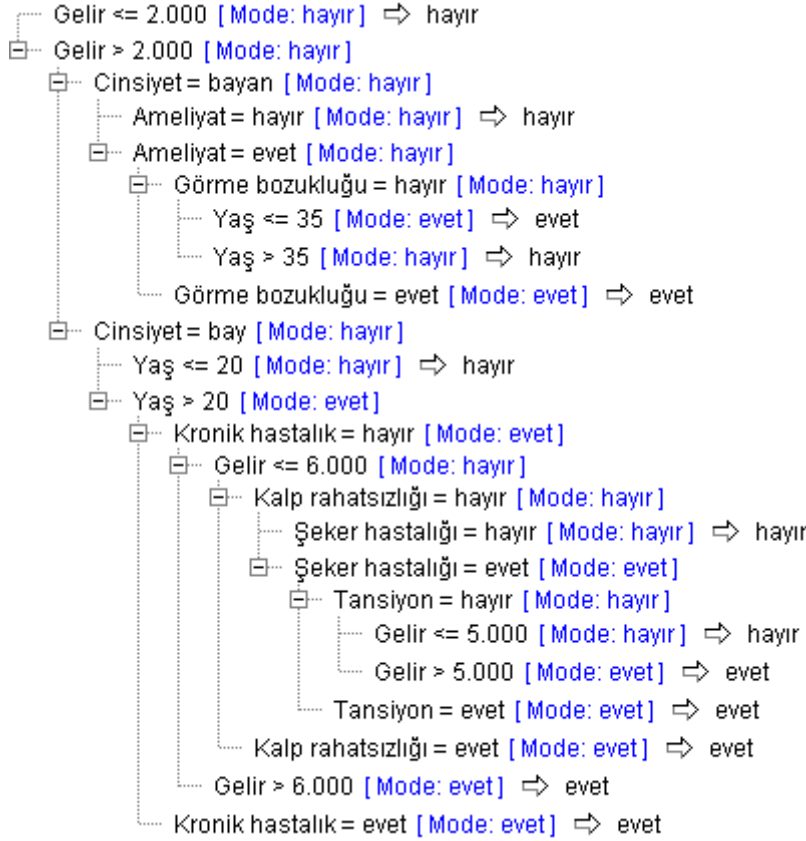 Gelir <= 2.000 [Mode: hayır] ⇨ hayır
Gelir > 2.000 [Mode: hayır]
Cinsiyet = bayan [Mode: hayır]
Ameliyat = hayır [Mode: hayır] ⇨ hayır
Ameliyat = evet [Mode: hayır]
Görme bozukluğu = hayır [Mode: hayır]
Yaş <= 35 [Mode: evet] ⇨ evet
Yaş > 35 [Mode: hayır] ⇨ hayır
Görme bozukluğu = evet [Mode: evet] ⇨ evet
Cinsiyet = bay [Mode: hayır]
Yaş <= 20 [Mode: hayır] ⇨ hayır
Yaş > 20 [Mode: evet]
Kronik hastalık = hayır [Mode: evet]
Gelir <= 6.000 [Mode: hayır]
Kalp rahatsızlığı = hayır [Mode: hayır]
Şeker hastalığı = hayır [Mode: hayır] ⇨ hayır
Şeker hastalığı = evet [Mode: evet]
Tansiyon = hayır [Mode: hayır]
Gelir <= 5.000 [Mode: hayır] ⇨ hayır
Gelir > 5.000 [Mode: evet] ⇨ evet
Tansiyon = evet [Mode: evet] ⇨ evet
Kalp rahatsızlığı = evet [Mode: evet] ⇨ evet
Gelir > 6.000 [Mode: evet] ⇨ evet
Kronik hastalık = evet [Mode: evet] ⇨ evet